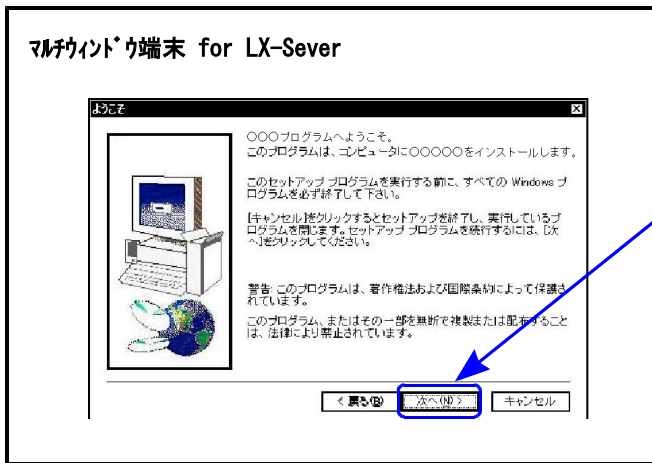 マルチウィンドウ端末 for LX-Sever
ようこそ
〇〇〇プログラムへようこそ。
このプログラムは、コンピュータに〇〇〇〇〇をインストールします。
このセットアップ プログラムを実行する前に、すべての Windows プ
ログラムを必ず終了して下さい。
[キャンセル]をクリックするとセットアップを終了し、実行しているプ
ログラムを閉じます。セットアップ プログラムを続行するには、[次
へ]をクリックしてください。
警告: このプログラムは、著作権法および国際条約によって保護さ
れています。
このプログラム、またはその一部を無断で複製または配布すること
は、法律により禁止されています。
< 戻る(B) 次へ(N) > キャンセル